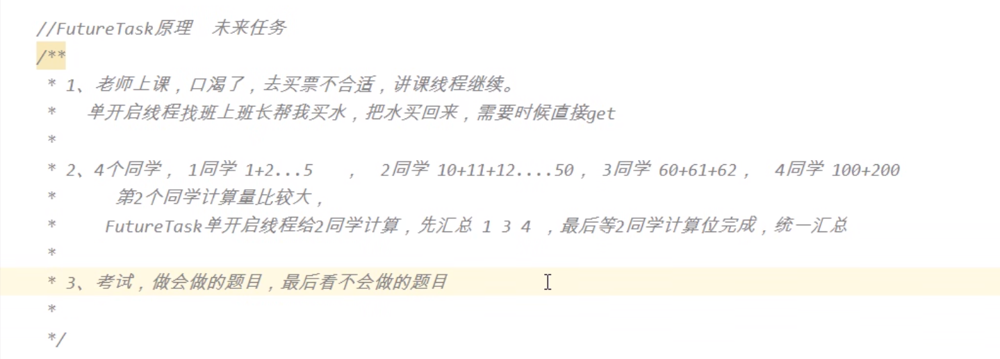 //FutureTask原理 未来任务
/**
* 1、老师上课，口渴了，去买票不合适，讲课线程继续。
* 单开启线程找班上班长帮我买水，把水买回来，需要时候直接get
*
* 2、4个同学， 1同学 1+2...5 ， 2同学 10+11+12....50， 3同学 60+61+62， 4同学 100+200
* 第2个同学计算量比较大，
* FutureTask单开启线程给2同学计算，先汇总 1 3 4 ，最后等2同学计算位完成，统一汇总
*
* 3、考试，做会做的题目，最后看不会做的题目
*
*/